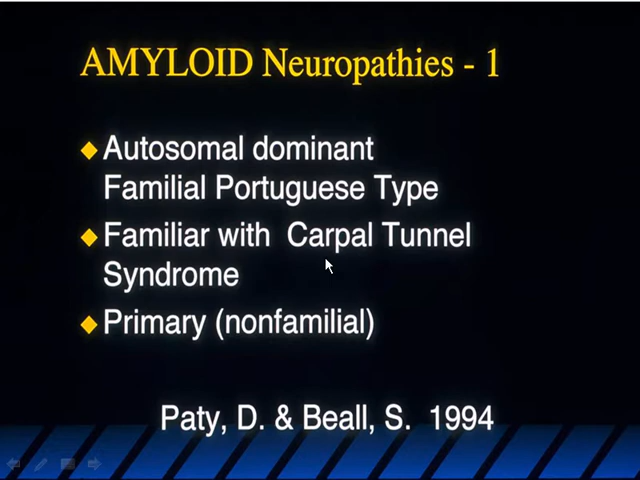 AMYLOID Neuropathies - 1
Autosomal dominant
Familial Portuguese Type
Familiar with Carpal Tunnel
Syndrome
Primary (nonfamilial)
Paty, D. & Beall, S. 1994